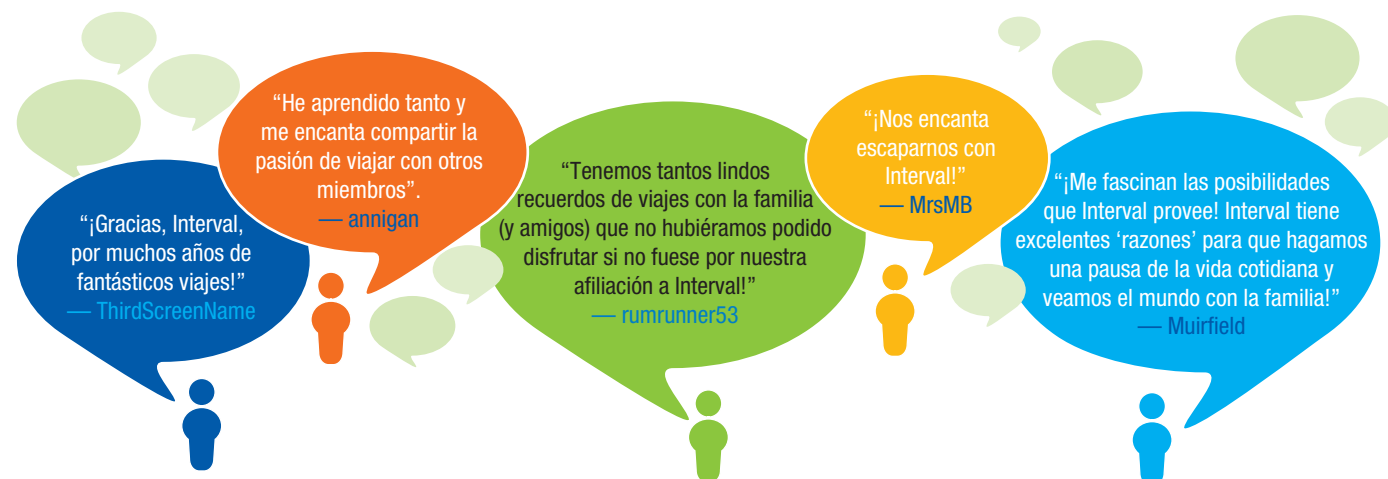 “¡Gracias, Interval,
por muchos años de
fantásticos viajes!”
— ThirdScreenName
“He aprendido tanto y
me encanta compartir la
pasión de viajar con otros
miembros”.
— annigan
“Tenemos tantos lindos
recuerdos de viajes con la familia
(y amigos) que no hubiéramos podido
disfrutar si no fuese por nuestra
afiliación a Interval!”
— rumrunner53
“¡Nos encanta
escaparnos con
Interval!”
— MrsMB
“¡Me fascinan las posibilidades
que Interval provee! Interval tiene
excelentes ‘razones’ para que hagamos
una pausa de la vida cotidiana y
veamos el mundo con la familia!”
— Muirfield